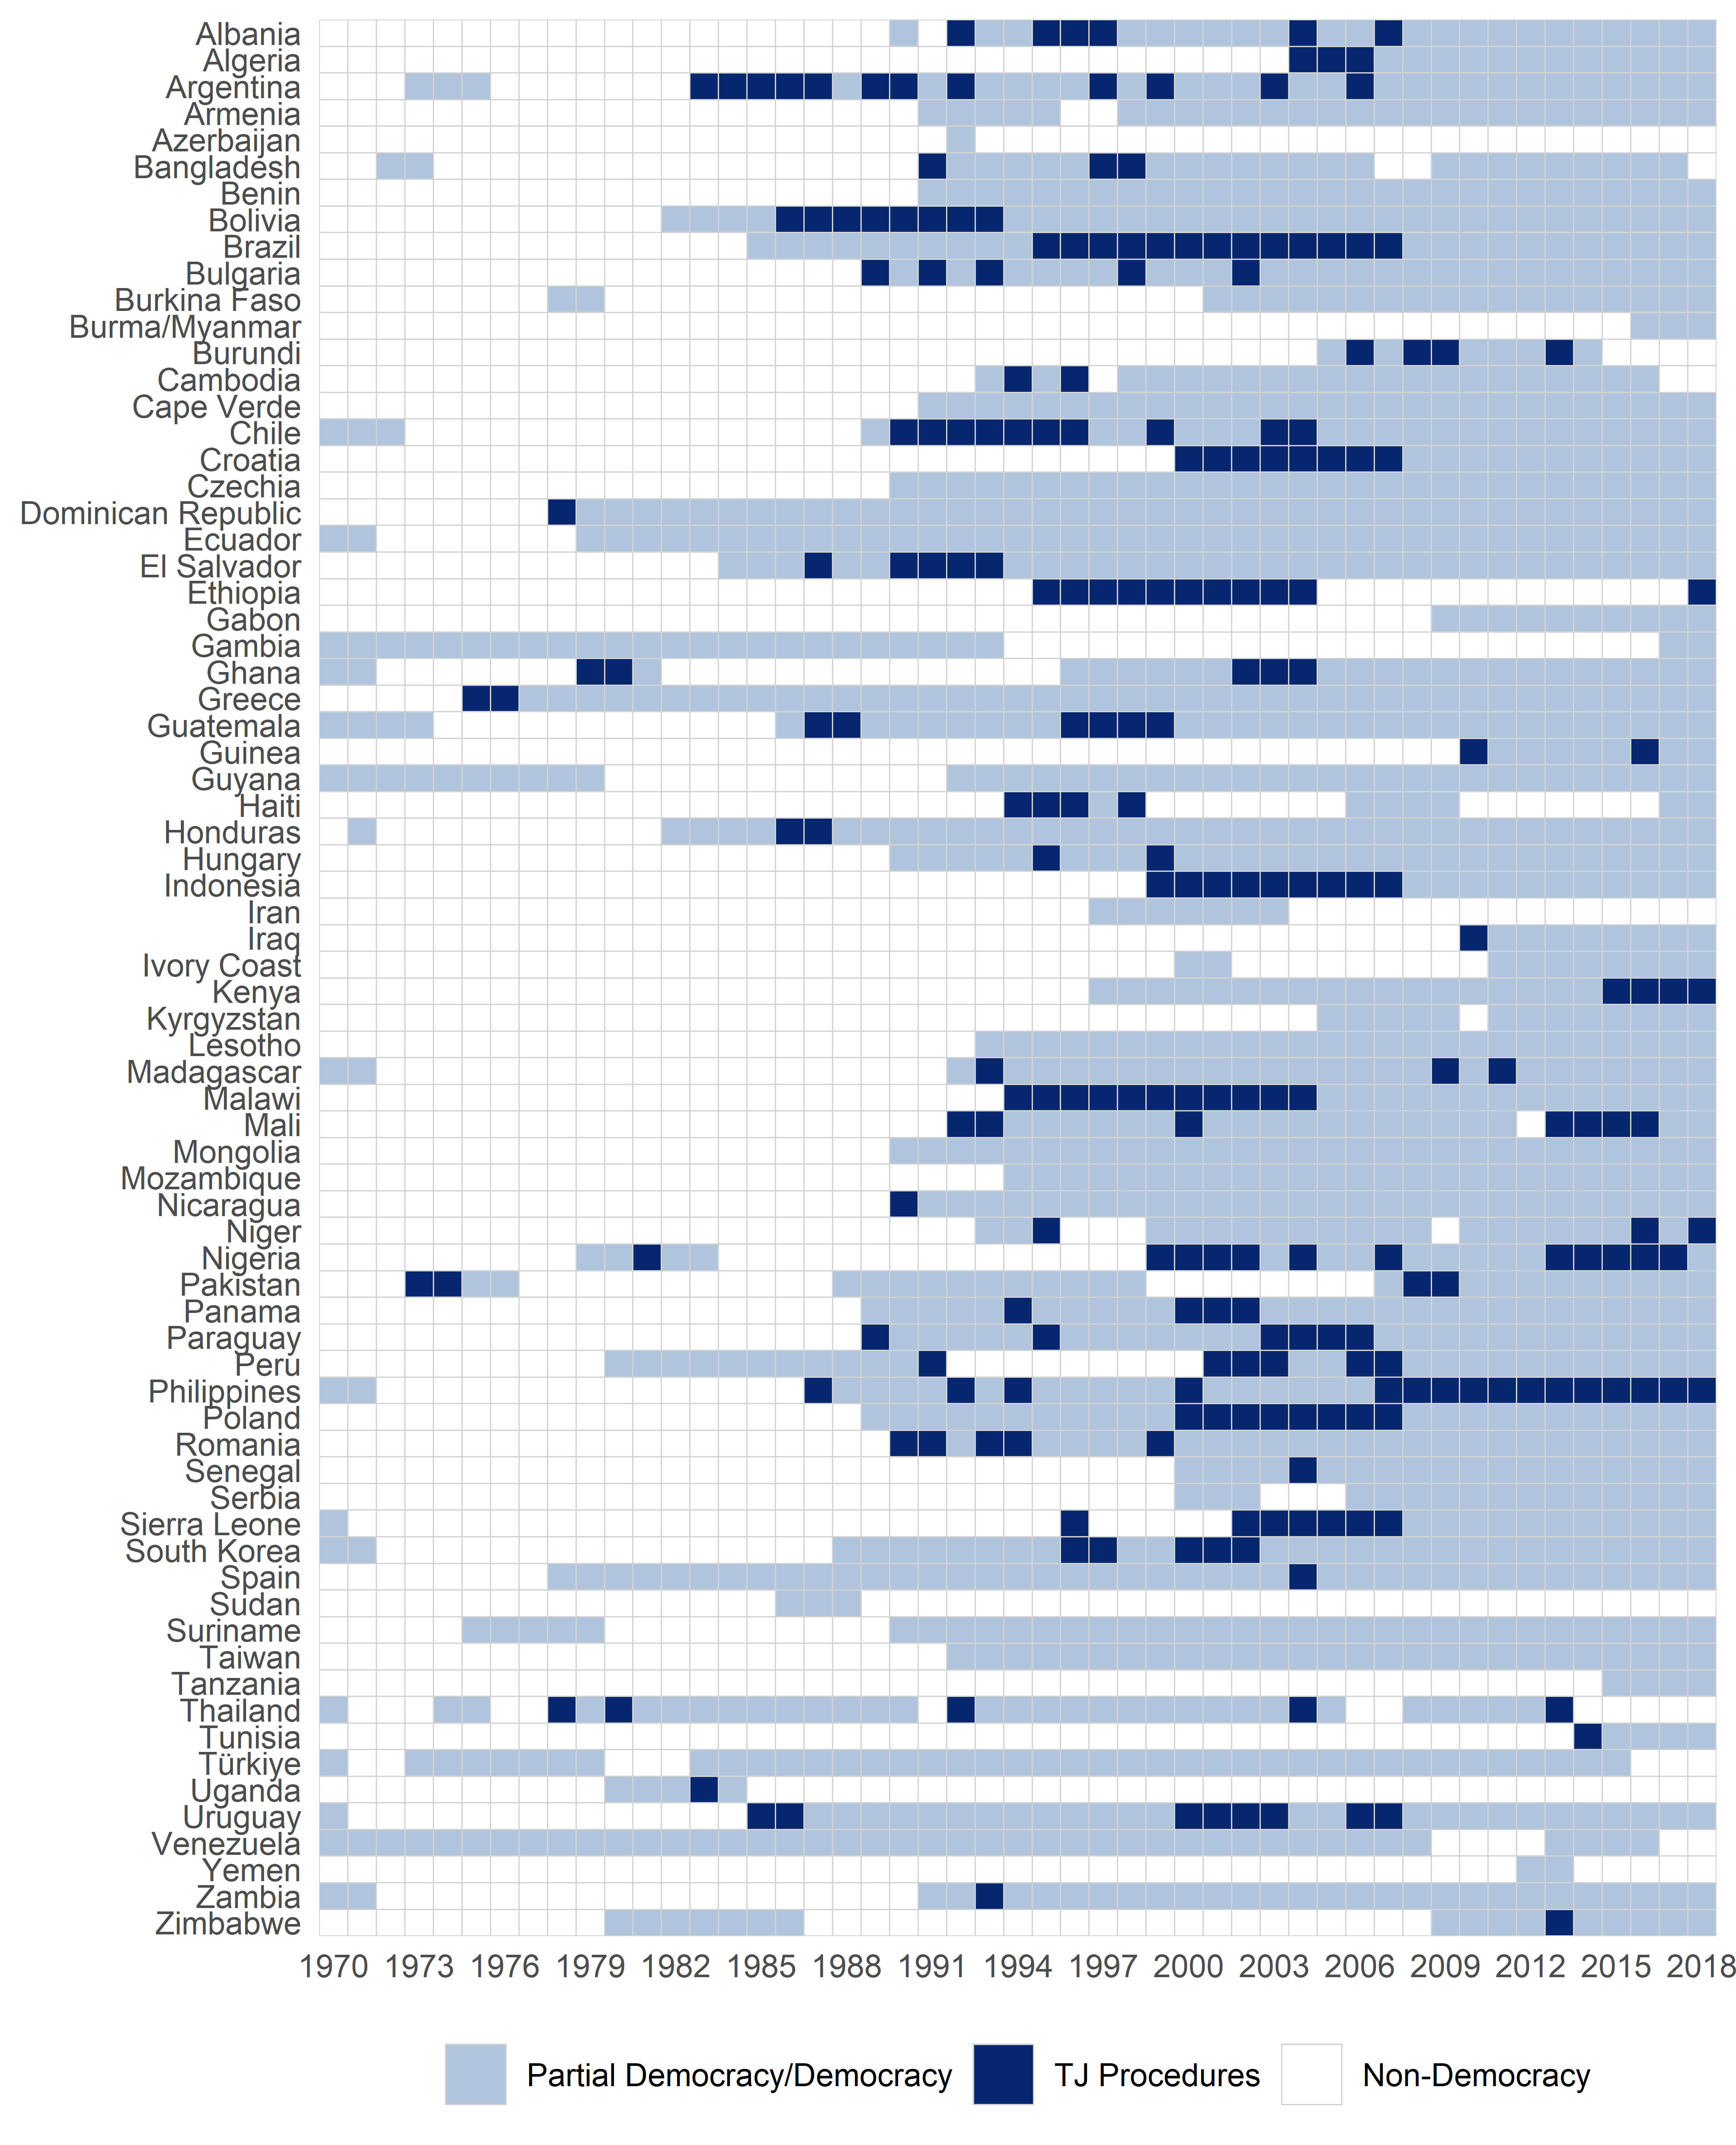 Albania
Algeria
Argentina
Armenia
Azerbaijan
Bangladesh
Benin
Bolivia
Brazil
Bulgaria
Burkina Faso
Burma/Myanmar
Burundi
Cambodia
Cape Verde
Chile
Croatia
Czechia
Dominican Republic
Ecuador
El Salvador
Ethiopia
Gabon
Gambia
Ghana
Greece
Guatemala
Guinea
Guyana
Haiti
Honduras
Hungary
Indonesia
Iran
Iraq
Ivory Coast
Kenya
Kyrgyzstan
Lesotho
Madagascar
Malawi
Mali
Mongolia
Mozambique
Nicaragua
Niger
Nigeria
Pakistan
Panama
Paraguay
Peru
Philippines
Poland
Romania
Senegal
Serbia
Sierra Leone
South Korea
Spain
Sudan
Suriname
Taiwan
Tanzania
Thailand
Tunisia
Türkiye
Uganda
Uruguay
Venezuela
Yemen
Zambia
Zimbabwe
1970 1973 1976 1979 1982 1985 1988 1991 1994 1997 2000 2003 2006 2009 2012 2015 2018
Partial Democracy/Democracy TJ Procedures Non-Democracy